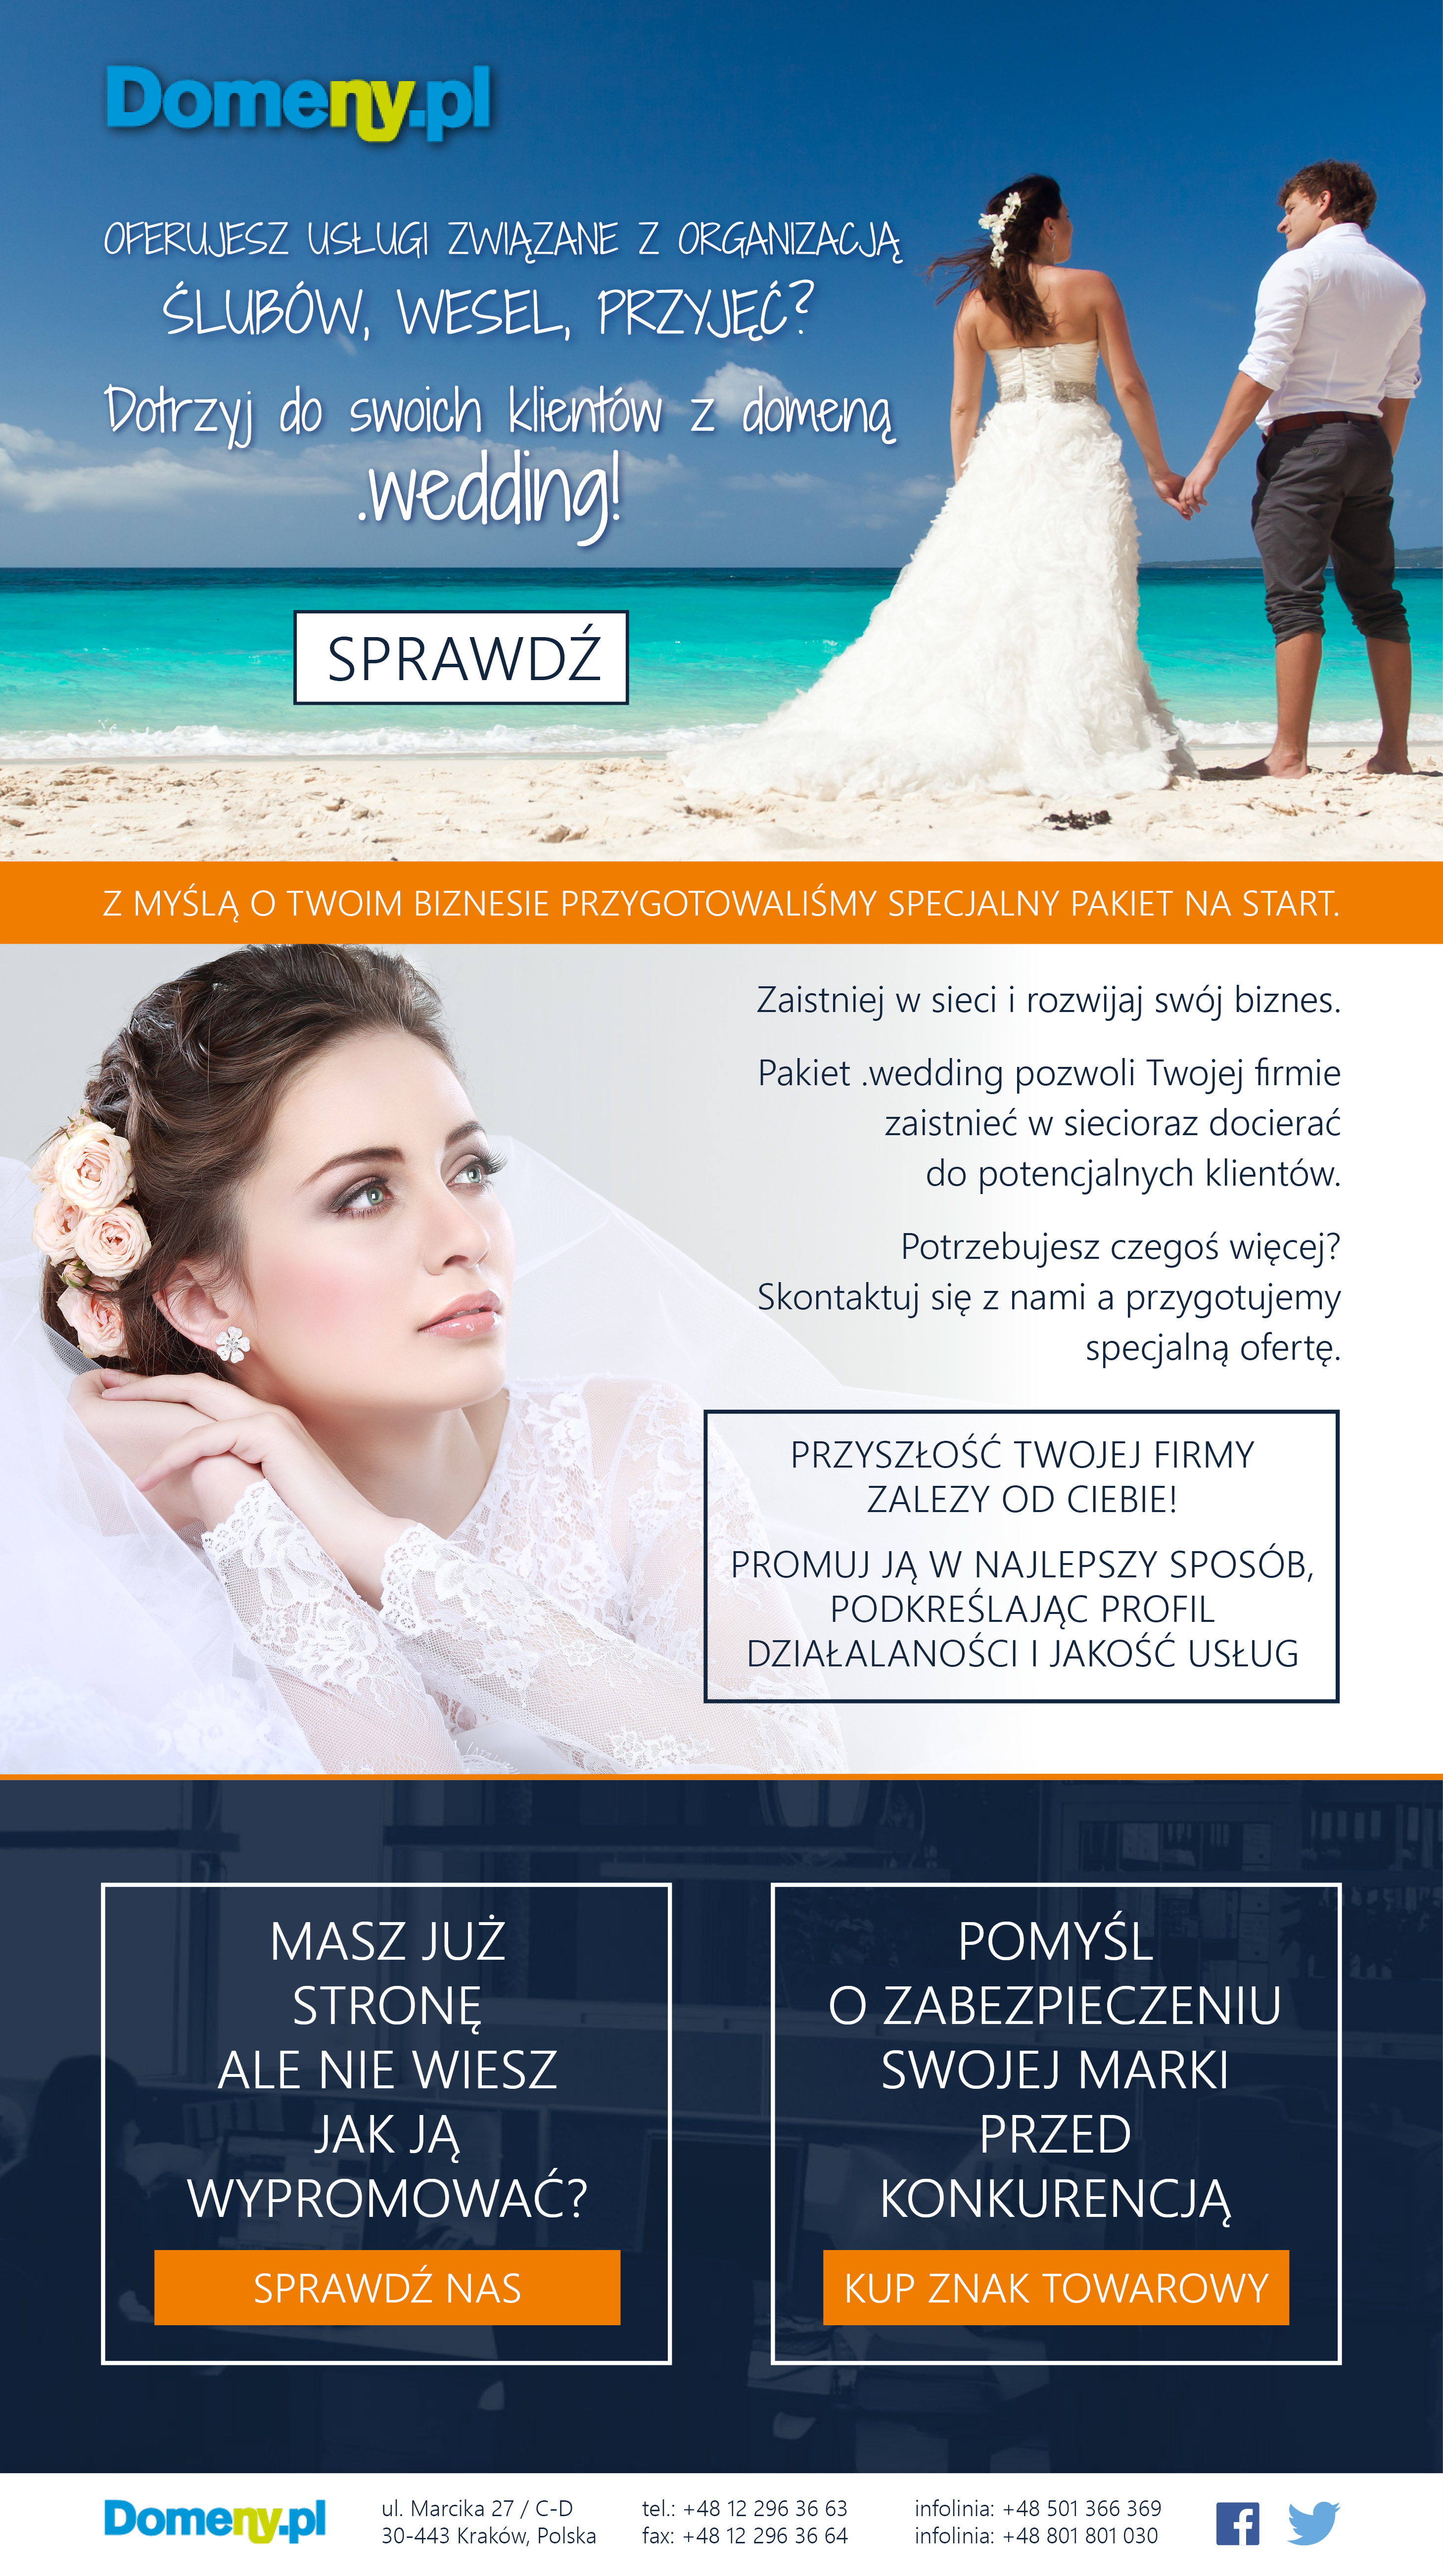 Domeny.pl
OFERUJESZ USŁUGI ZWIĄZANE Z ORGANIZACJĄ
ŚLUBÓW, WESEL, PRZYJĘĆ?
Dotrzyj do swoich klientów z domeną
.wedding!
SPRAWDŹ
Z MYŚLĄ O TWOIM BIZNESIE PRZYGOTOWALIŚMY SPECJALNY PAKIET NA START.
Zaistniej w sieci i rozwijaj swój biznes.
Pakiet .wedding pozwoli Twojej firmie
zaistnieć w siecioraz docierać
do potencjalnych klientów.
Potrzebujesz czegoś więcej?
Skontaktuj się z nami a przygotujemy
specjalną ofertę.
PRZYSZŁOŚĆ TWOJEJ FIRMY
ZALEZY OD CIEBIE!
PROMUJ JĄ W NAJLEPSZY SPOSÓB,
PODKREŚLAJĄC PROFIL
DZIAŁALANOŚCI I JAKOŚĆ USŁUG
MASZ JUŻ
STRONĘ
ALE NIE WIESZ
JAK JĄ
WYPROMOWAĆ?
SPRAWDŹ NAS
POMYŚL
O ZABEZPIECZENIU
SWOJEJ MARKI
PRZED
KONKURENCJĄ
KUP ZNAK TOWAROWY
Domeny.pl
ul. Marcika 27 / C-D
30-443 Kraków, Polska
tel.: +48 12 296 36 63
fax: +48 12 296 36 64
infolinia: +48 501 366 369
infolinia: +48 801 801 030